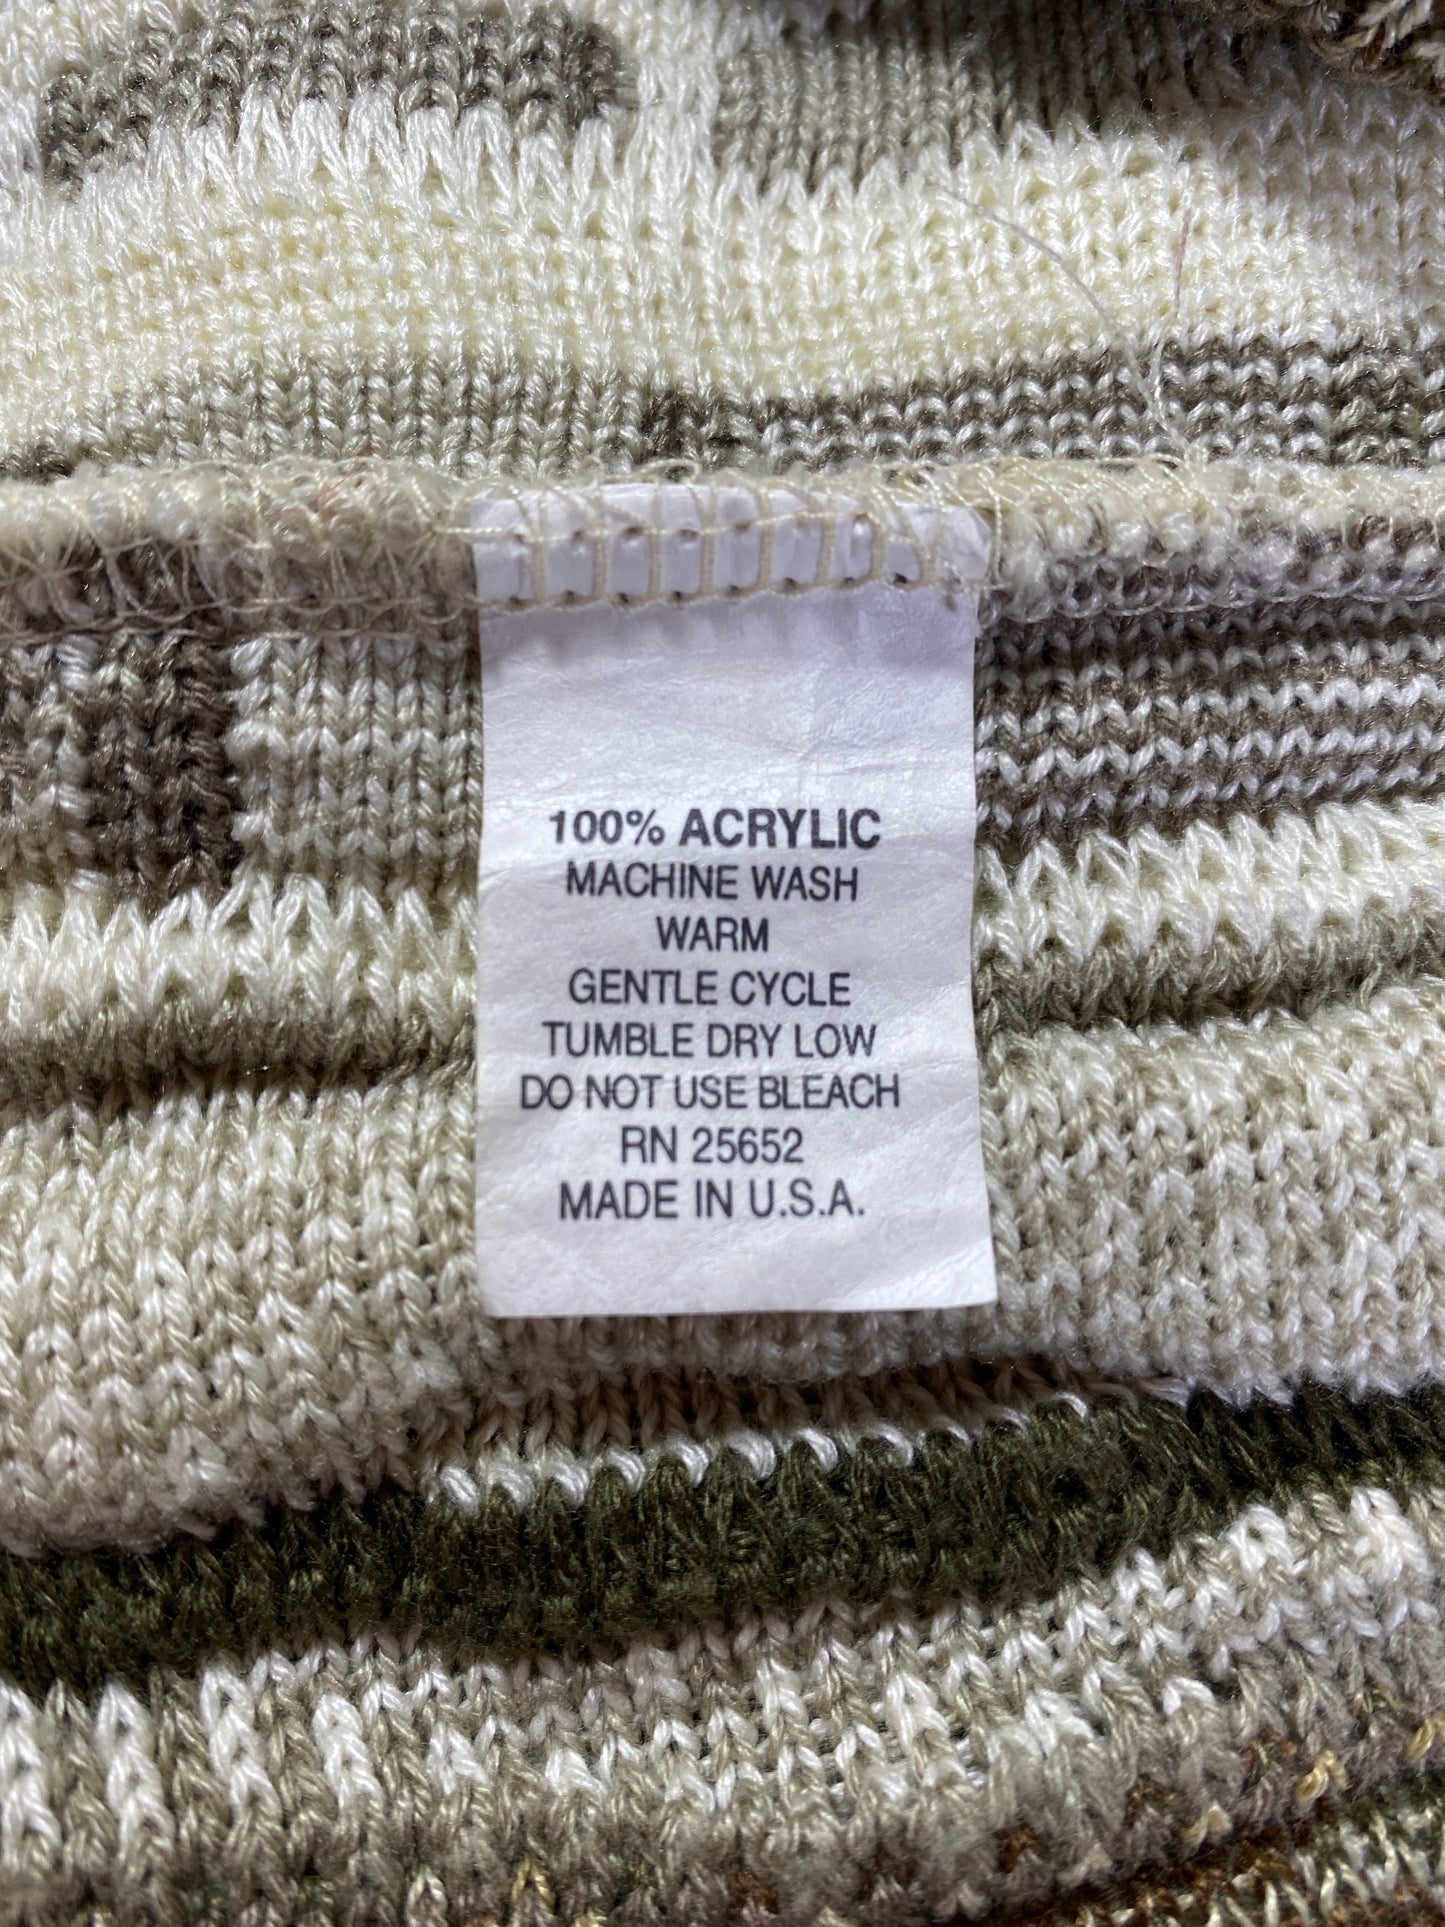 100% ACRYLIC
MACHINE WASH
WARM
GENTLE CYCLE
TUMBLE DRY LOW
DO NOT USE BLEACH
RN 25652
MADE IN U.S.A.